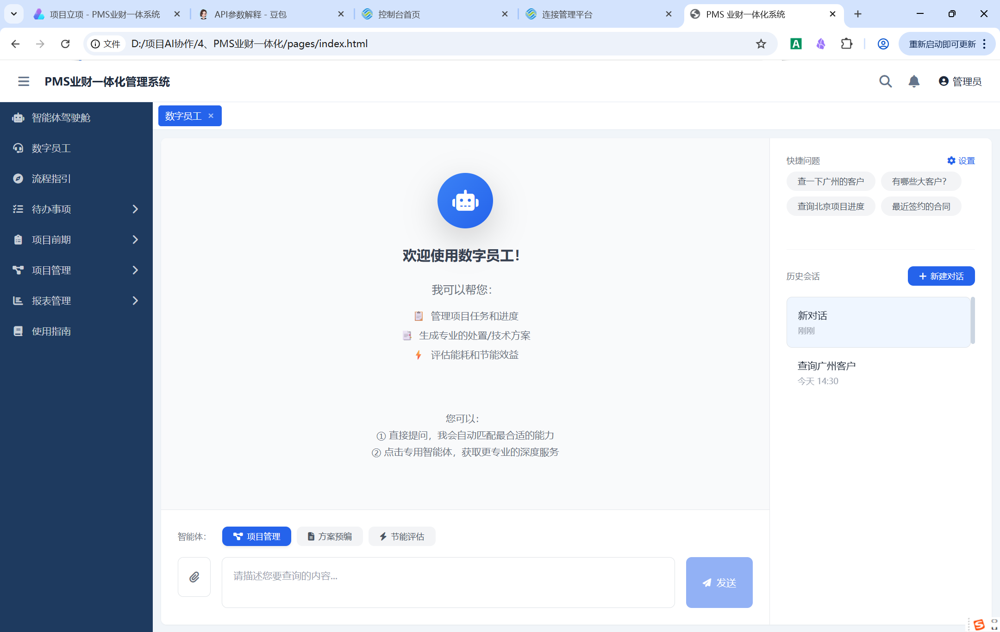 项目立项 - PMS业财一体系统
API参数解释 - 豆包
控制台首页
连接管理平台
PMS 业财一体化系统
文件
D:/项目AI协作/4、PMS业财一体化/pages/index.html
A
重新启动即可更新
PMS业财一体化管理系统
管理员
智能体驾驶舱
数字员工
流程指引
待办事项
项目前期
项目管理
报表管理
使用指南
数字员工
欢迎使用数字员工！
我可以帮您：
管理项目任务和进度
生成专业的处置/技术方案
评估能耗和节能效益
您可以：
① 直接提问，我会自动匹配最合适的能力
② 点击专用智能体，获取更专业的深度服务
智能体：
项目管理
方案预编
节能评估
请描述您要查询的内容...
发送
快捷问题
设置
查一下广州的客户
有哪些大客户？
查询北京项目进度
最近签约的合同
历史会话
新建对话
新对话
刚刚
查询广州客户
今天 14:30
S